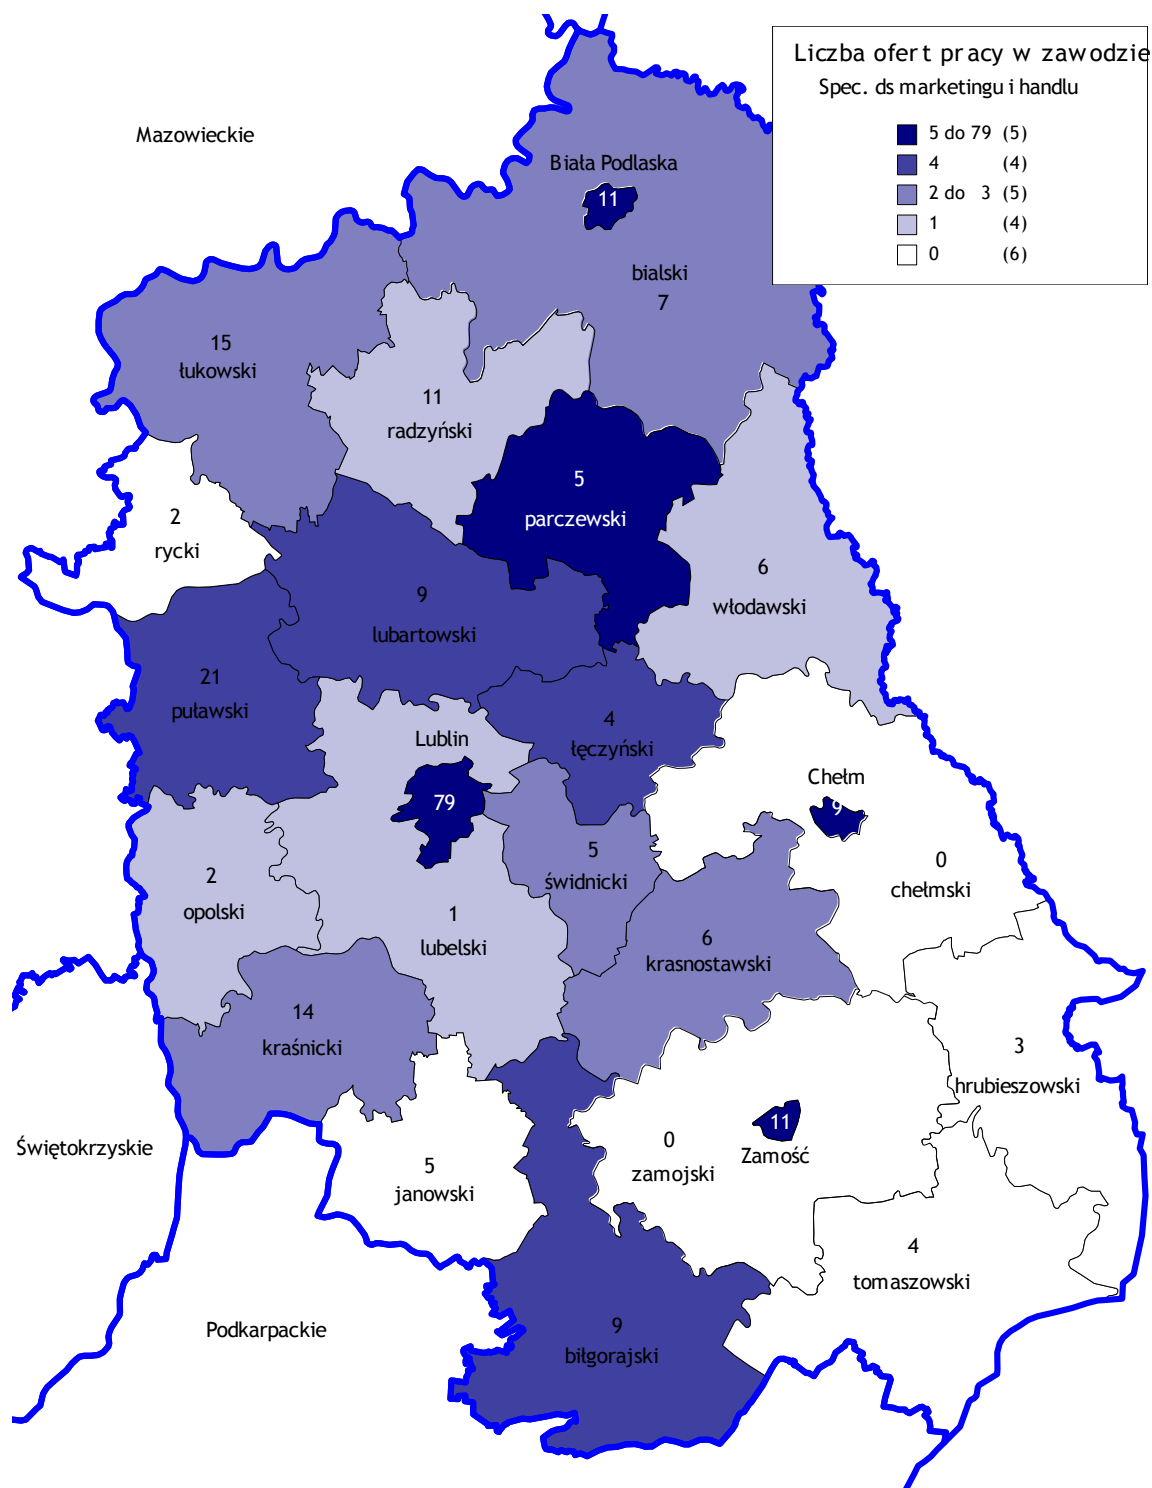 Liczba ofert pracy w zawodzie
Spec. ds marketingu i handlu
5 do 79 (5)
4 (4)
2 do 3 (5)
1 (4)
0 (6)
Mazowieckie
Biała Podlaska
11
bialski
7
15
łukowski
11
radzyński
5
parczewski
2
rycki
6
włodawski
9
lubartowski
21
puławski
4
łęczyński
Lublin
79
Chełm
9
0
chełmski
5
świdnicki
2
opolski
1
lubelski
6
krasnostawski
14
kraśnicki
3
hrubieszowski
11
Zamość
0
zamojski
Świętokrzyskie
5
janowski
4
tomaszowski
Podkarpackie
9
biłgorajski